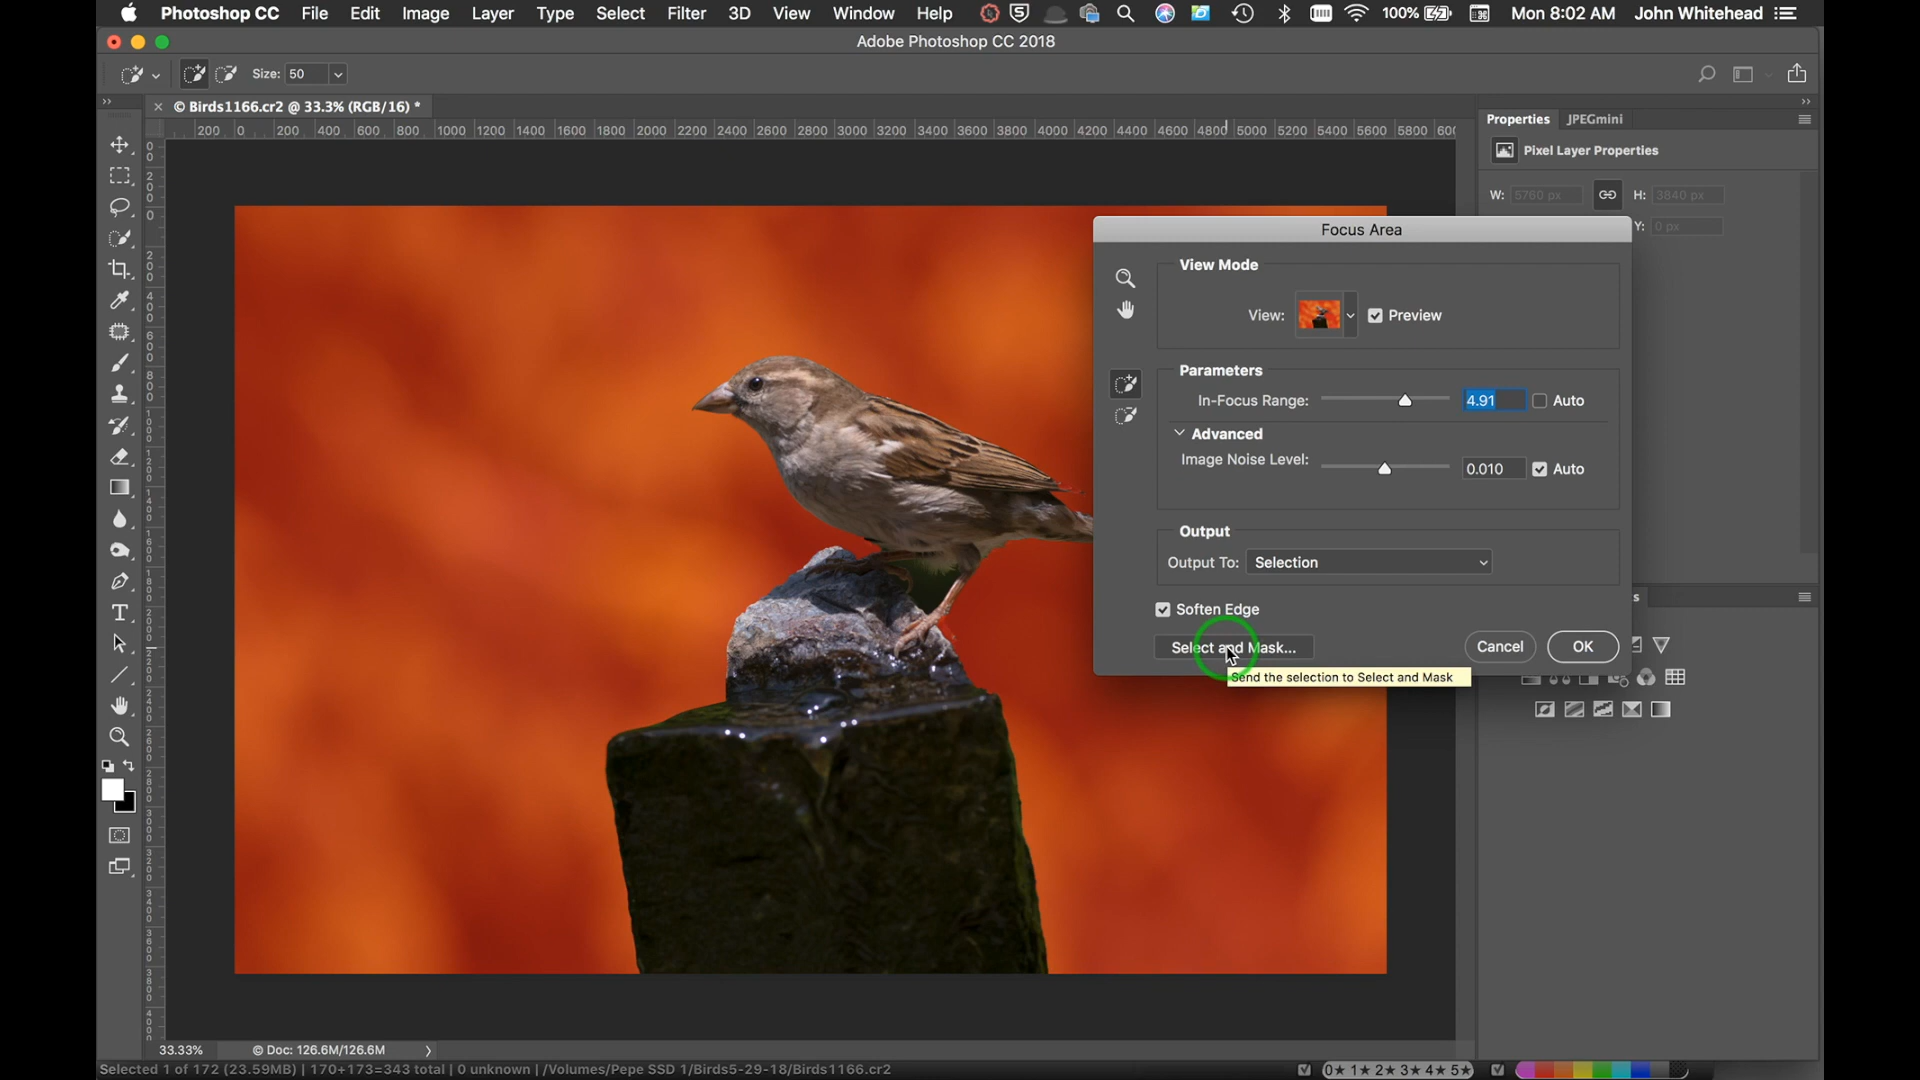 Photoshop CC File Edit Image Layer Type Select Filter 3D View Window Help 100% Mon 8:02 AM John Whitehead
Adobe Photoshop CC 2018
Size: 50
× © Birds1166.cr2 @ 33.3% (RGB/16) *
200 0 200 400 600 800 1000 1200 1400 1600 1800 2000 2200 2400 2600 2800 3000 3200 3400 3600 3800 4000 4200 4400 4600 4800 5000 5200 5400 5600 5800
Properties JPEGmini
Pixel Layer Properties
W: 5760 px H: 3840 px
Y: 0 px
Focus Area
View Mode
View: Preview
Parameters
In-Focus Range: 4.91 Auto
Advanced
Image Noise Level: 0.010 Auto
Output
Output To: Selection
Soften Edge
Select and Mask... Cancel OK
Send the selection to Select and Mask
33.33% © Doc: 126.6M/126.6M
Selected 1 of 172 (23.59MB) | 170+173=343 total | 0 unknown | /Volumes/Pepe SSD 1/Birds5-29-18/Birds1166.cr2
0★ 1★ 2★ 3★ 4★ 5★